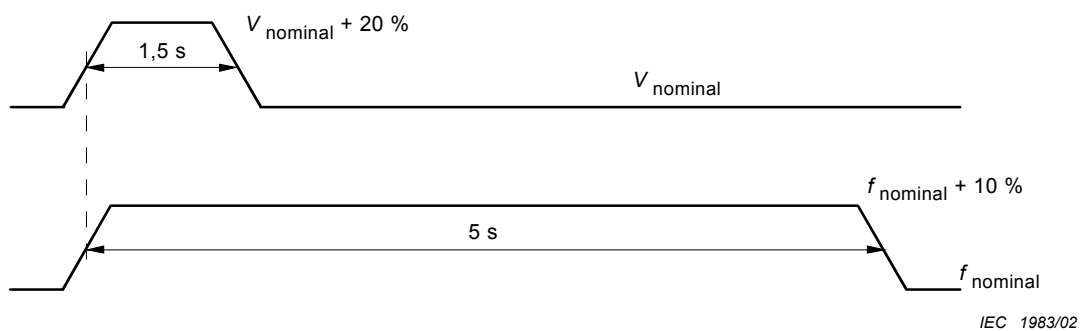 V nominal + 20 %
1,5 s
V nominal
f nominal + 10 %
5 s
f nominal
IEC 1983/02